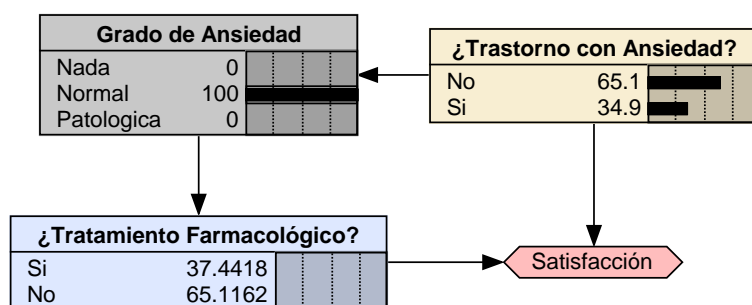 Grado de Ansiedad
Nada 0
Normal 100
Patologica 0
¿Trastorno con Ansiedad?
No 65.1
Si 34.9
¿Tratamiento Farmacológico?
Si 37.4418
No 65.1162
Satisfacción